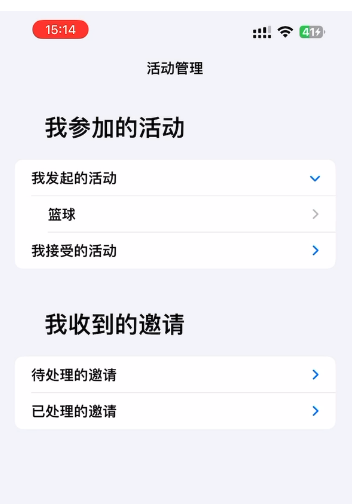 15:14
41
活动管理
我参加的活动
我发起的活动
篮球
我接受的活动
我收到的邀请
待处理的邀请
已处理的邀请